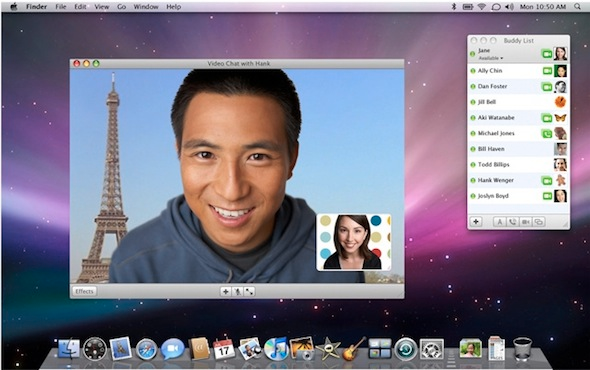 Finder File Edit View Go Window Help
Mon 10:50 AM
Video Chat with Hank
Effects
Buddy List
Jane
Available
Ally Chin
Dan Foster
Jill Bell
Aki Watanabe
Michael Jones
Bill Haven
Todd Billips
Hank Wenger
Joslyn Boyd
A
17